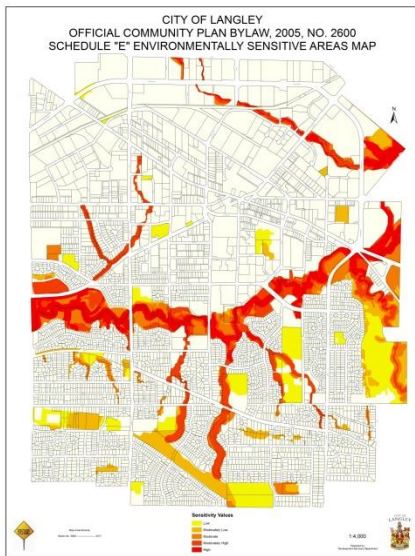 CITY OF LANGLEY
OFFICIAL COMMUNITY PLAN BYLAW, 2005, NO. 2600
SCHEDULE "E" ENVIRONMENTALLY SENSITIVE AREAS MAP
N
Sensitivity Values
Low
Moderately Low
Moderate
Moderately High
High
1:4,000